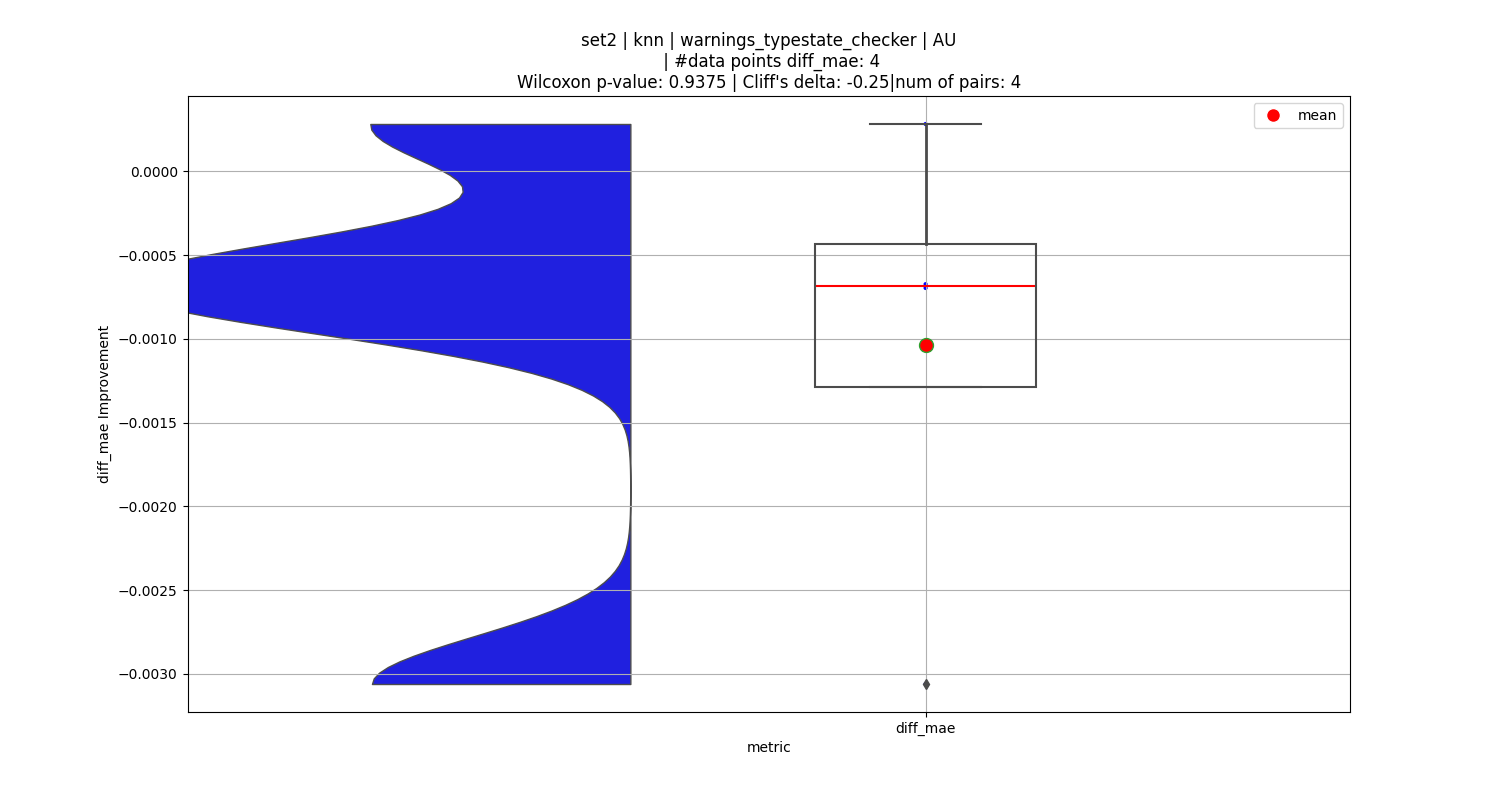 set2 | knn | warnings_typestate_checker | AU
| #data points diff_mae: 4
Wilcoxon p-value: 0.9375 | Cliff's delta: -0.25|num of pairs: 4
mean
0.0000
−0.0005
−0.0010
−0.0015
−0.0020
−0.0025
−0.0030
diff_mae Improvement
diff_mae
metric